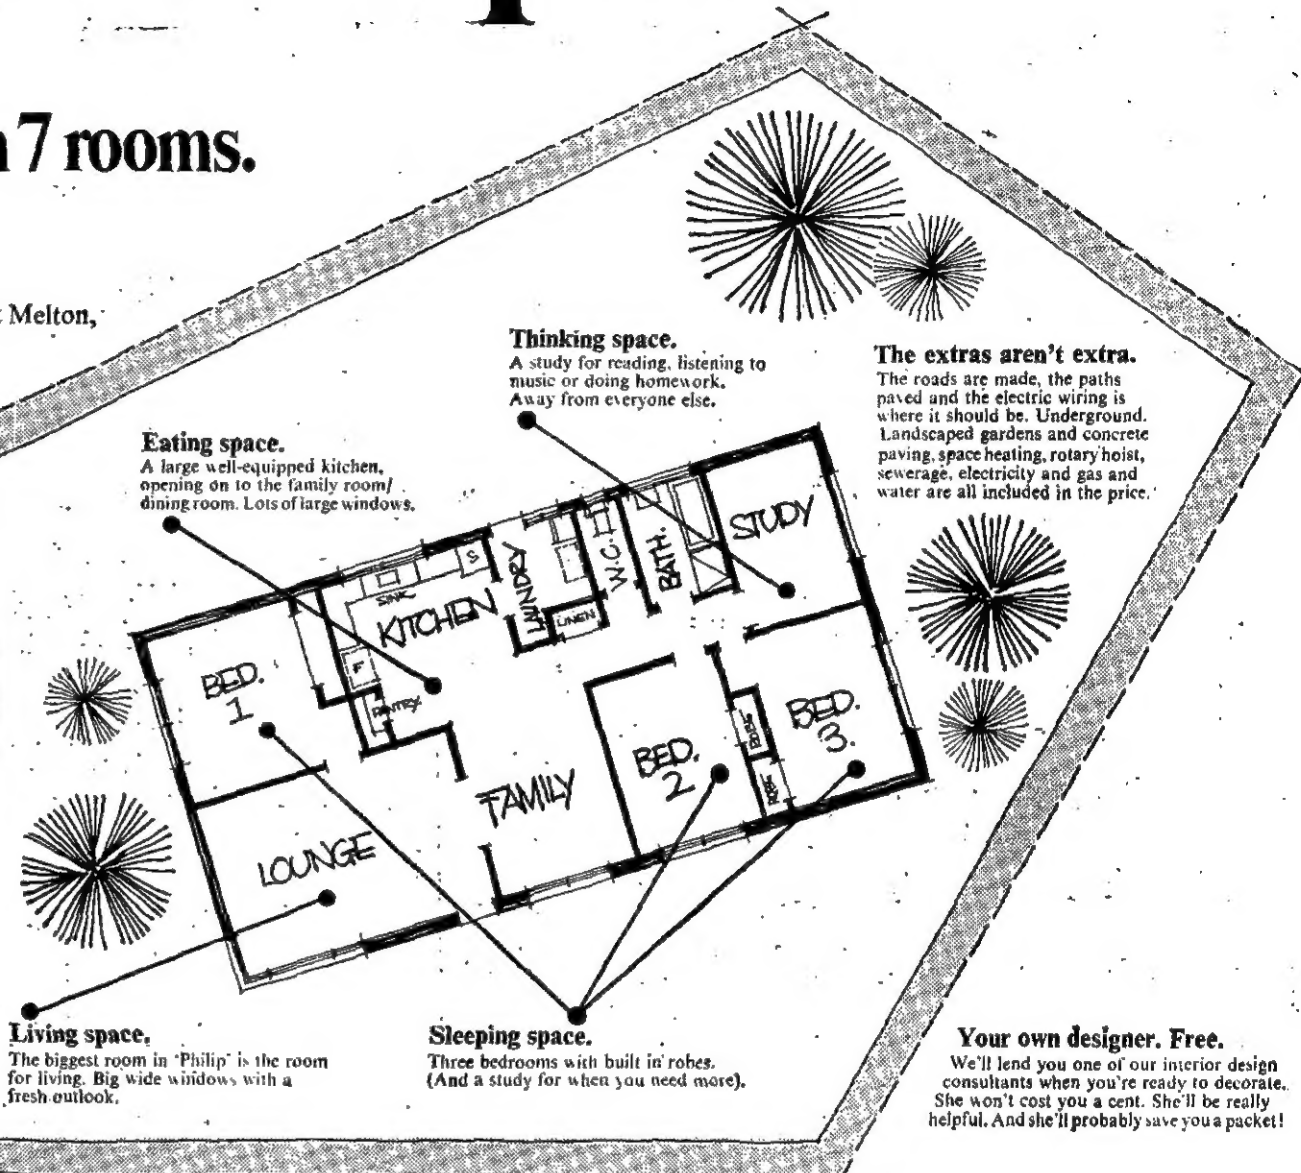 7 rooms.
Melton,
Thinking space.
A study for reading, listening to
music or doing homework.
Away from everyone else.
The extras aren't extra.
The roads are made, the paths
paved and the electric wiring is
where it should be. Underground.
Landscaped gardens and concrete
paving, space heating, rotary hoist,
sewerage, electricity and gas and
water are all included in the price.
Eating space.
A large well-equipped kitchen,
opening on to the family room/
dining room. Lots of large windows.
STUDY
BATH.
W.C.
LAUNDRY
LINEN
S
SINK
KITCHEN
F
PANTRY
BED.
1
BED.
2
BED.
3.
ROBE
ROBE
FAMILY
LOUNGE
Living space.
The biggest room in 'Philip' is the room
for living. Big wide windows with a
fresh outlook.
Sleeping space.
Three bedrooms with built in robes.
(And a study for when you need more).
Your own designer. Free.
We'll lend you one of our interior design
consultants when you're ready to decorate.
She won't cost you a cent. She'll be really
helpful. And she'll probably save you a packet!